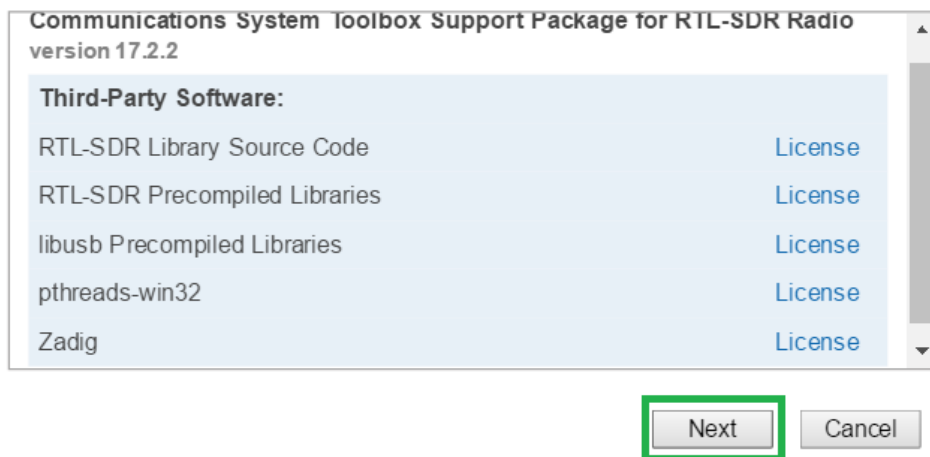 Communications System Toolbox Support Package for RTL-SDR Radio
version 17.2.2
Third-Party Software:
RTL-SDR Library Source Code License
RTL-SDR Precompiled Libraries License
libusb Precompiled Libraries License
pthreads-win32 License
Zadig License
Next Cancel